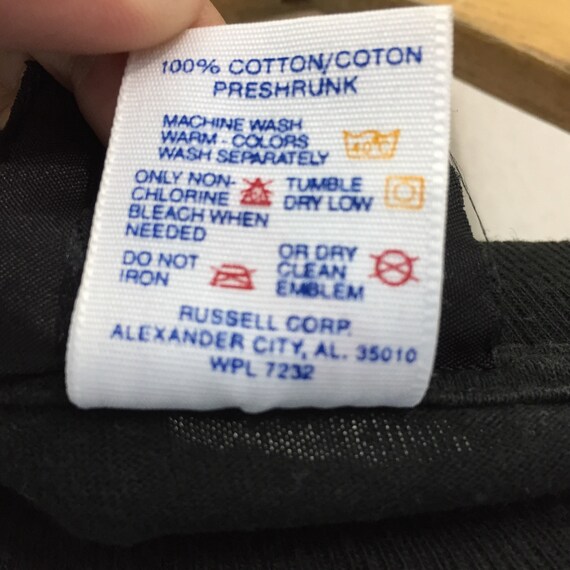 100% COTTON/COTON
PRESHRUNK
MACHINE WASH
WARM - COLORS
WASH SEPARATELY
40°C
ONLY NON-
CHLORINE
BLEACH WHEN
NEEDED
TUMBLE
DRY LOW
DO NOT
IRON
OR DRY
CLEAN
EMBLEM
RUSSELL CORP.
ALEXANDER CITY, AL. 35010
WPL 7232